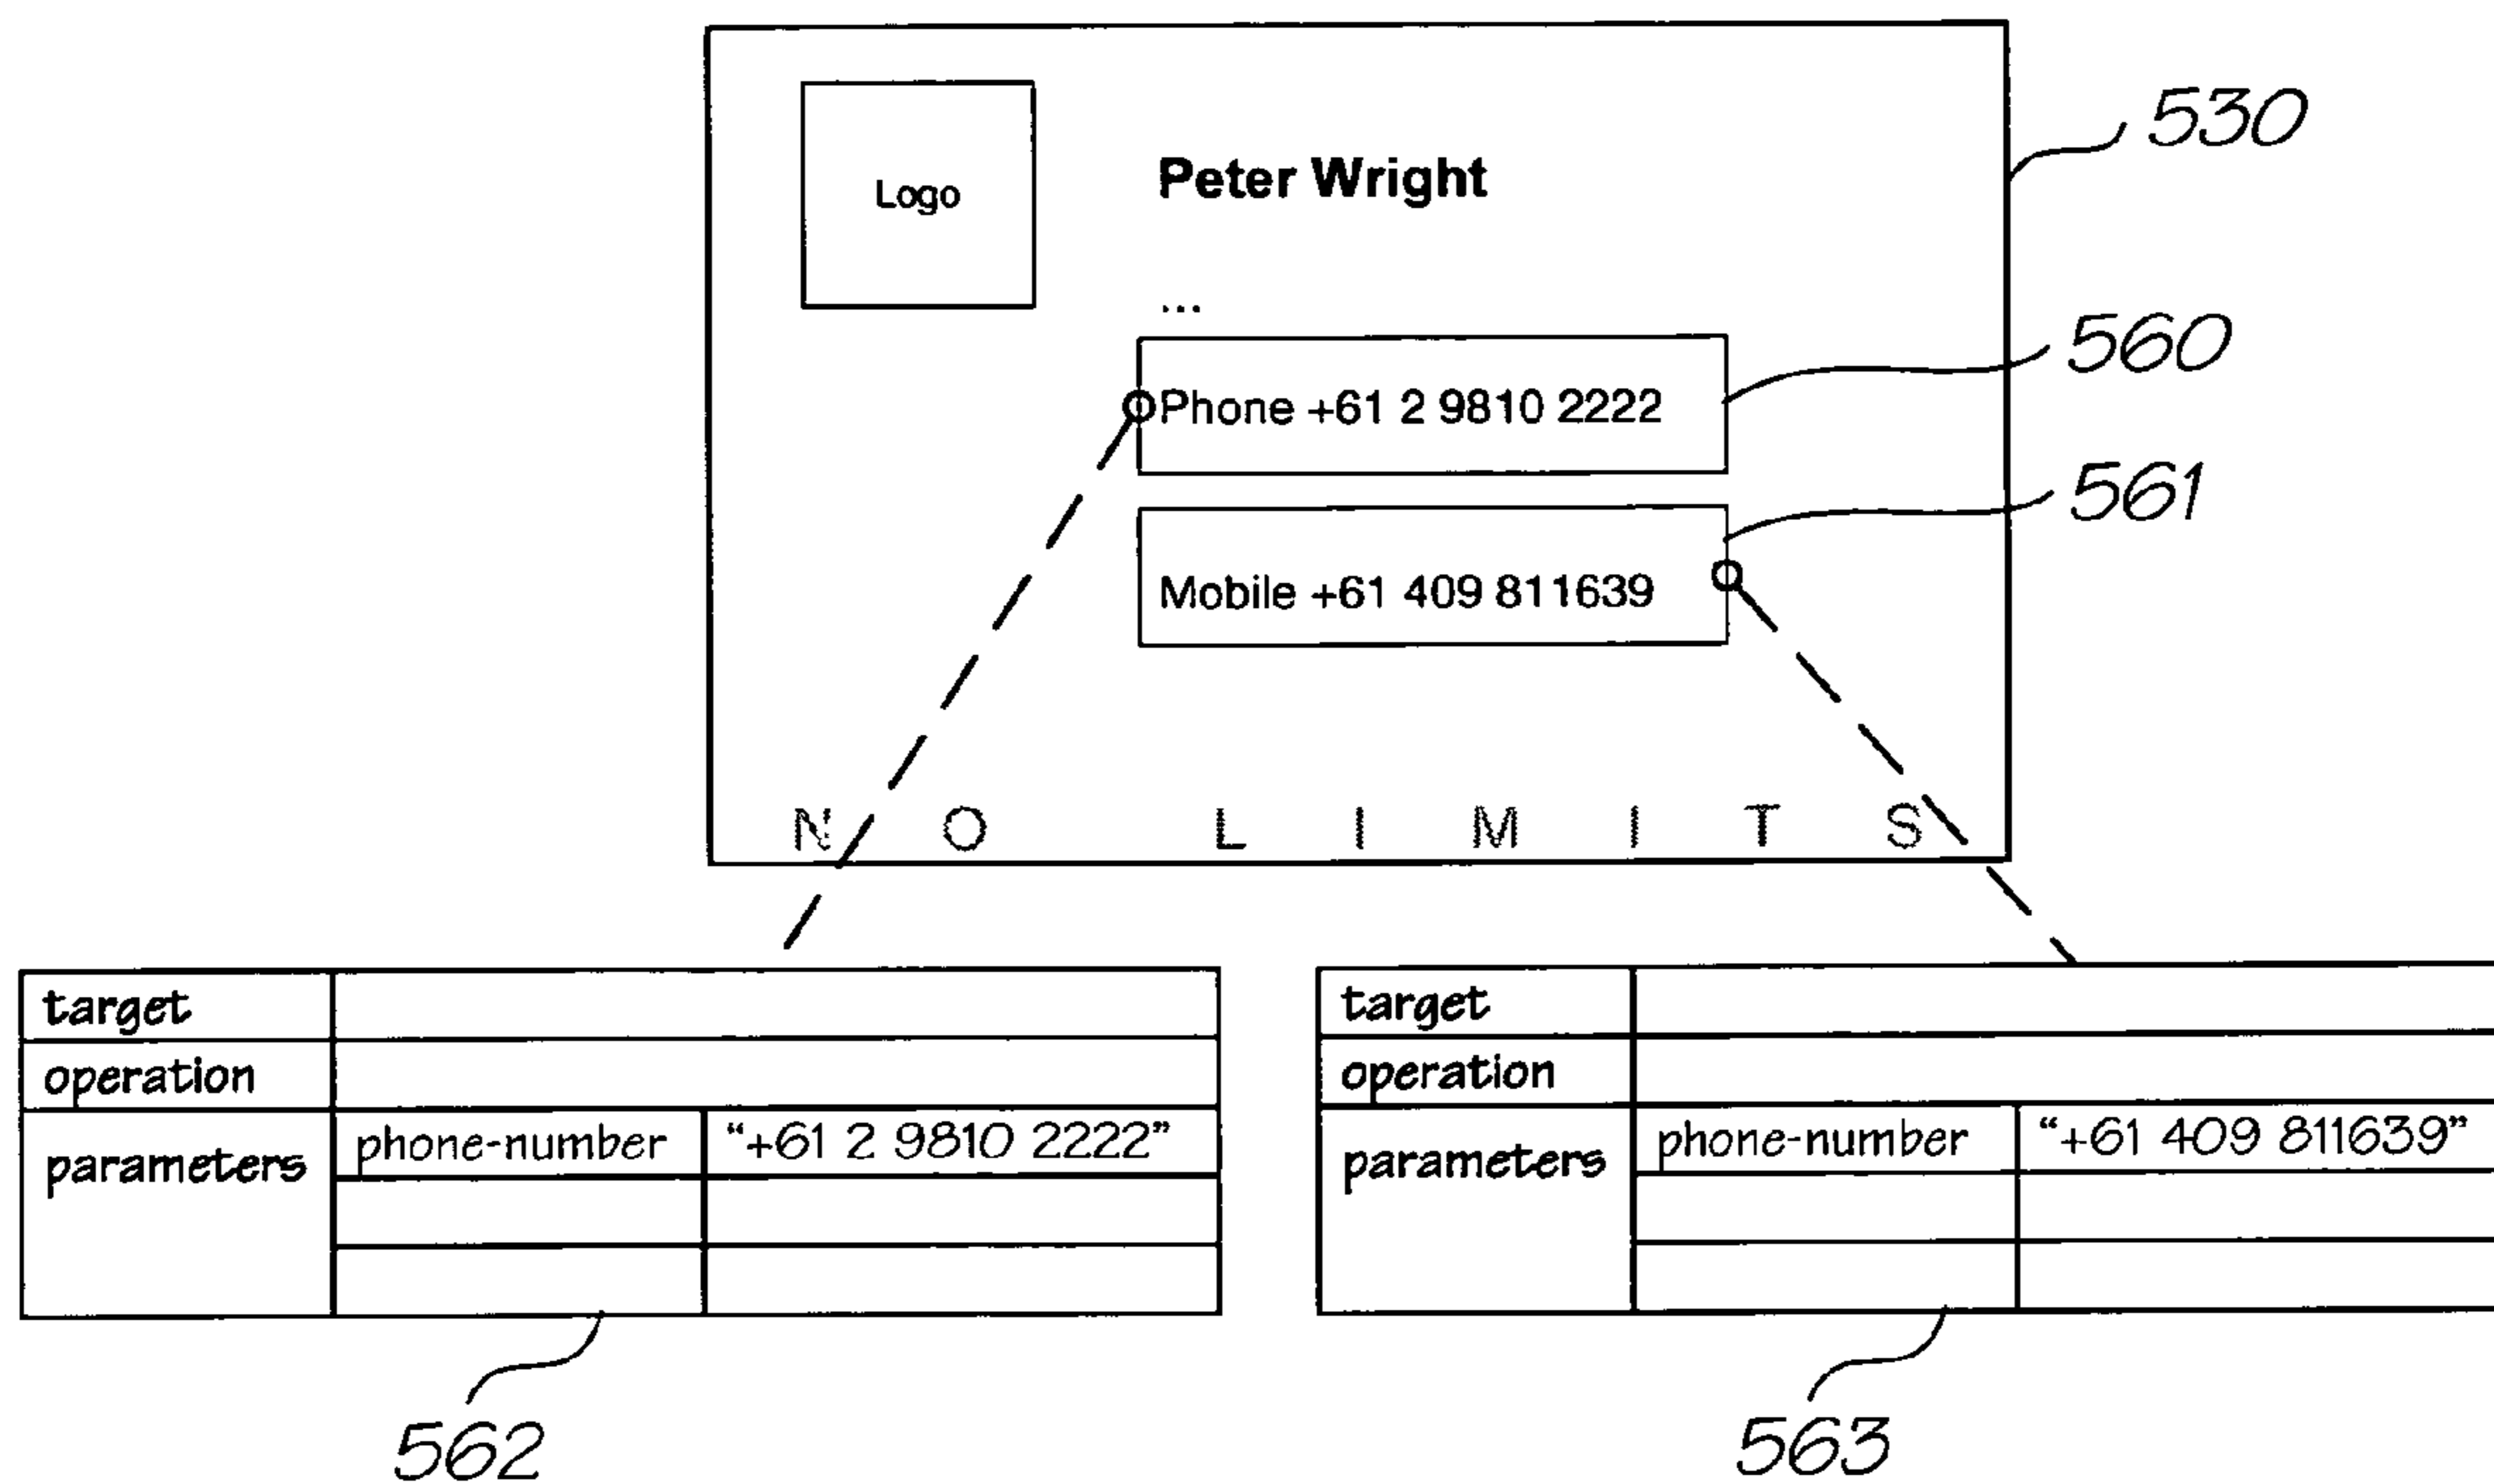 Logo
Peter Wright
530
...
560
Phone +61 2 9810 2222
561
Mobile +61 409 811639
N O L I M I T S
target
operation
parameters phone-number “+61 2 9810 2222”
562
target
operation
parameters phone-number “+61 409 811639”
563